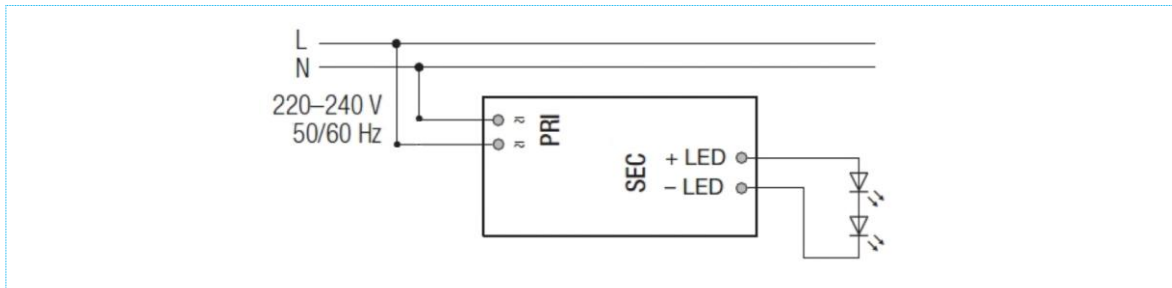 L
N
220–240 V
50/60 Hz
≂
≂
PRI
SEC
+ LED
– LED